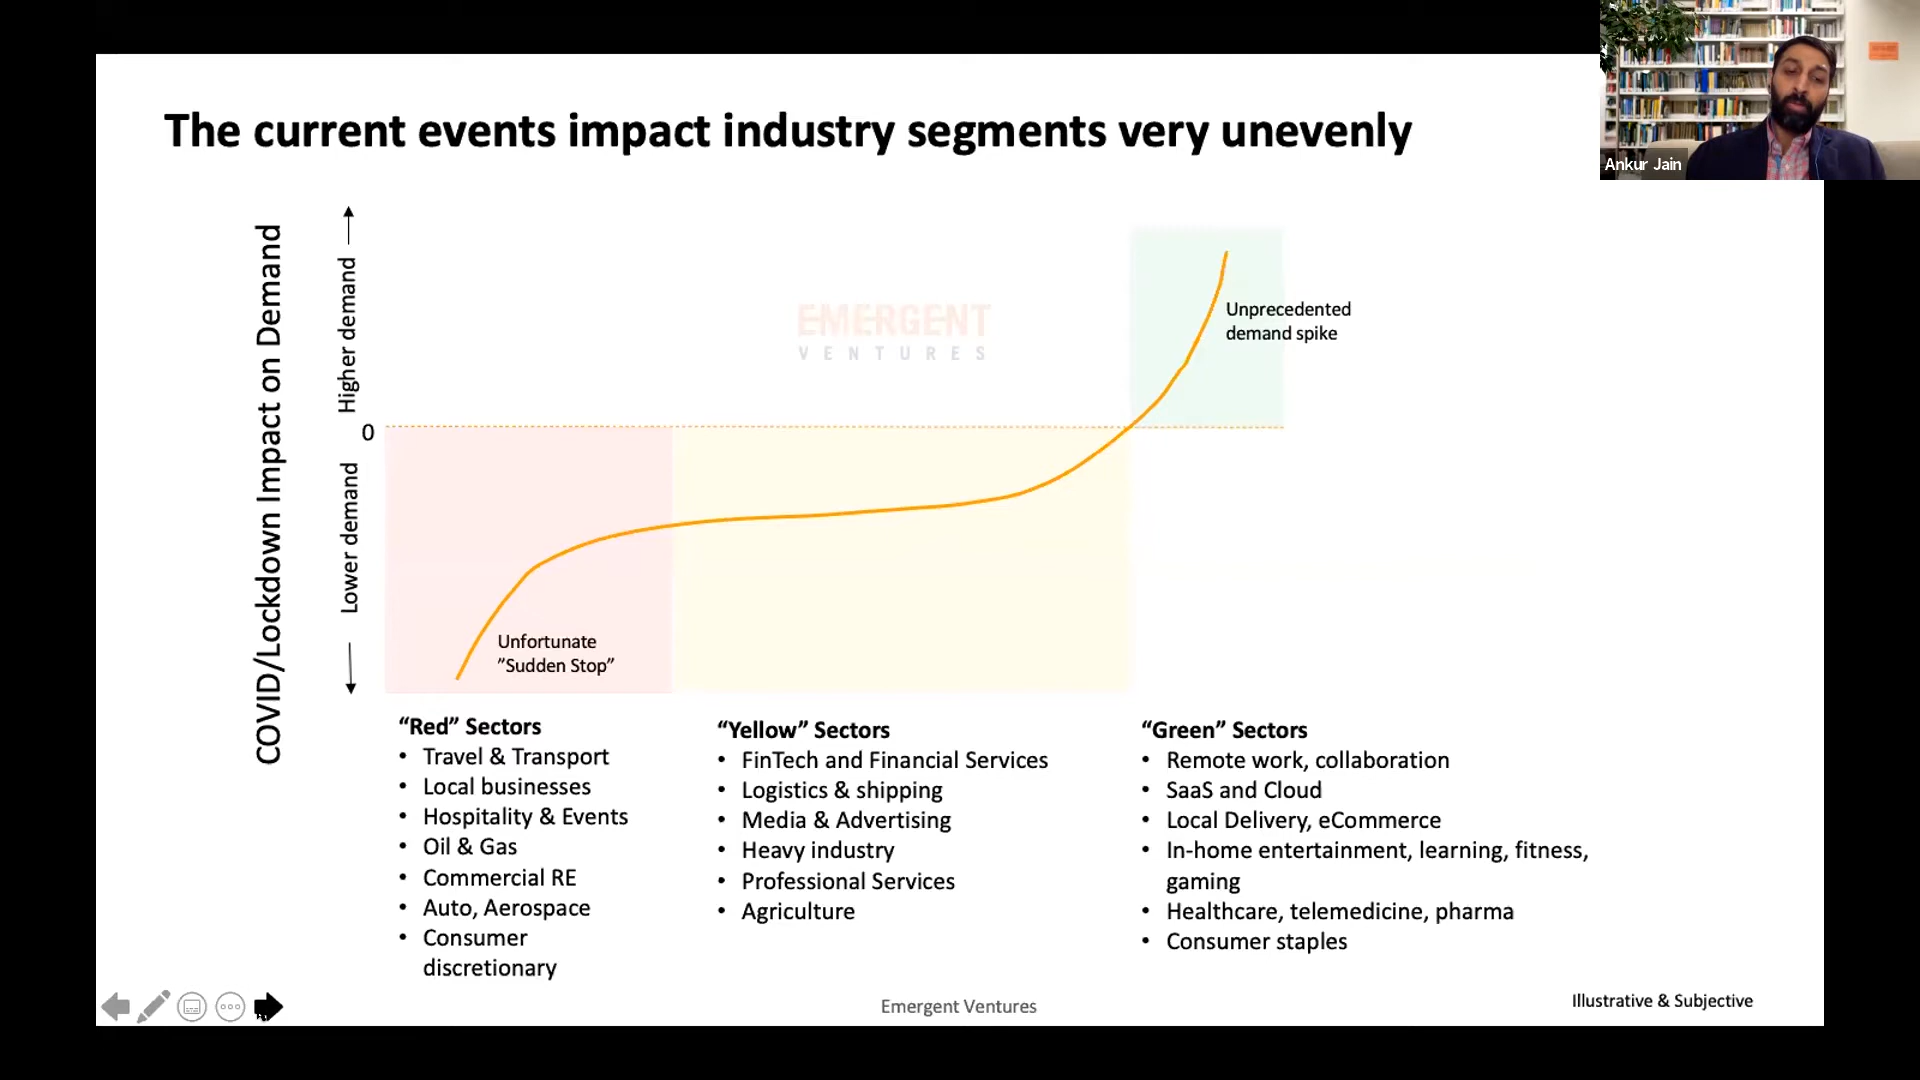 The current events impact industry segments very unevenly
Ankur Jain
COVID/Lockdown Impact on Demand
Higher demand
0
Lower demand
EMERGENT
VENTURES
Unprecedented
demand spike
Unfortunate
”Sudden Stop”
“Red” Sectors
• Travel & Transport
• Local businesses
• Hospitality & Events
• Oil & Gas
• Commercial RE
• Auto, Aerospace
• Consumer
discretionary
“Yellow” Sectors
• FinTech and Financial Services
• Logistics & shipping
• Media & Advertising
• Heavy industry
• Professional Services
• Agriculture
“Green” Sectors
• Remote work, collaboration
• SaaS and Cloud
• Local Delivery, eCommerce
• In-home entertainment, learning, fitness,
gaming
• Healthcare, telemedicine, pharma
• Consumer staples
Emergent Ventures
Illustrative & Subjective